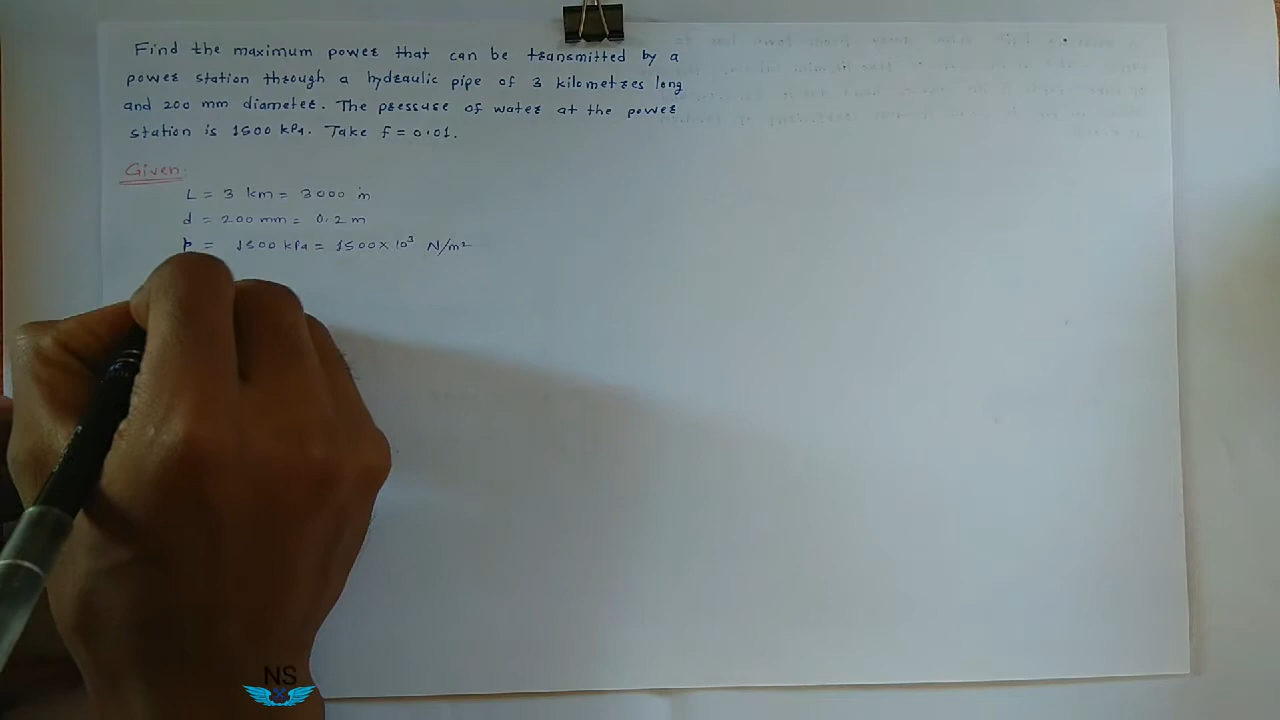 Find the maximum power that can be transmitted by a
power station through a hydraulic pipe of 3 kilometres long
and 200 mm diameter. The pressure of water at the power
station is 1500 kPa. Take f = 0.01.
Given.
L = 3 km = 3000 m
d = 200 mm = 0.2 m
p = 1500 kPa = 1500 × 10³ N/m²
NS